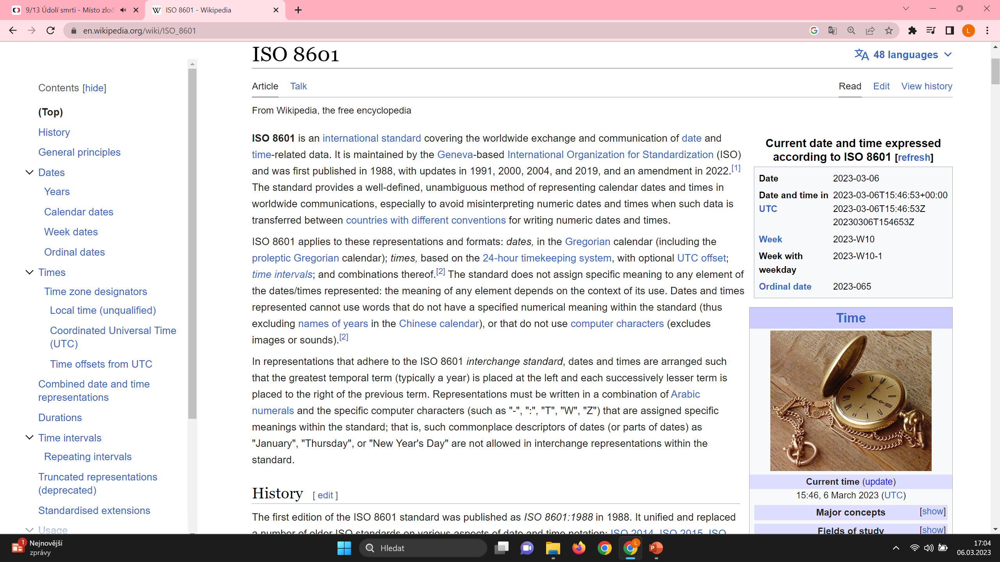 9/13 Údolí smrti - Místo zloči
ISO 8601 - Wikipedia
en.wikipedia.org/wiki/ISO_8601
L
ISO 8601
48 languages
Article Talk
Read Edit View history
From Wikipedia, the free encyclopedia
Contents [hide]
(Top)
History
General principles
Dates
Years
Calendar dates
Week dates
Ordinal dates
Times
Time zone designators
Local time (unqualified)
Coordinated Universal Time
(UTC)
Time offsets from UTC
Combined date and time
representations
Durations
Time intervals
Repeating intervals
Truncated representations
(deprecated)
Standardised extensions
Usage
ISO 8601 is an international standard covering the worldwide exchange and communication of date and
time-related data. It is maintained by the Geneva-based International Organization for Standardization (ISO)
and was first published in 1988, with updates in 1991, 2000, 2004, and 2019, and an amendment in 2022.[1]
The standard provides a well-defined, unambiguous method of representing calendar dates and times in
worldwide communications, especially to avoid misinterpreting numeric dates and times when such data is
transferred between countries with different conventions for writing numeric dates and times.
ISO 8601 applies to these representations and formats: dates, in the Gregorian calendar (including the
proleptic Gregorian calendar); times, based on the 24-hour timekeeping system, with optional UTC offset;
time intervals; and combinations thereof.[2] The standard does not assign specific meaning to any element of
the dates/times represented: the meaning of any element depends on the context of its use. Dates and times
represented cannot use words that do not have a specified numerical meaning within the standard (thus
excluding names of years in the Chinese calendar), or that do not use computer characters (excludes
images or sounds).[2]
In representations that adhere to the ISO 8601 interchange standard, dates and times are arranged such
that the greatest temporal term (typically a year) is placed at the left and each successively lesser term is
placed to the right of the previous term. Representations must be written in a combination of Arabic
numerals and the specific computer characters (such as "-", ":", "T", "W", "Z") that are assigned specific
meanings within the standard; that is, such commonplace descriptors of dates (or parts of dates) as
"January", "Thursday", or "New Year's Day" are not allowed in interchange representations within the
standard.
History [ edit ]
The first edition of the ISO 8601 standard was published as ISO 8601:1988 in 1988. It unified and replaced
a number of older ISO standards on various aspects of date and time notation: ISO 2014, ISO 2015, ISO
Current date and time expressed
according to ISO 8601 [refresh]
Date 2023-03-06
Date and time in 2023-03-06T15:46:53+00:00
UTC 2023-03-06T15:46:53Z
20230306T154653Z
Week 2023-W10
Week with 2023-W10-1
weekday
Ordinal date 2023-065
Time
Current time (update)
15:46, 6 March 2023 (UTC)
Major concepts [show]
Fields of study [show]
1 Nejnovější
zprávy
Hledat
L
P
17:04
06.03.2023